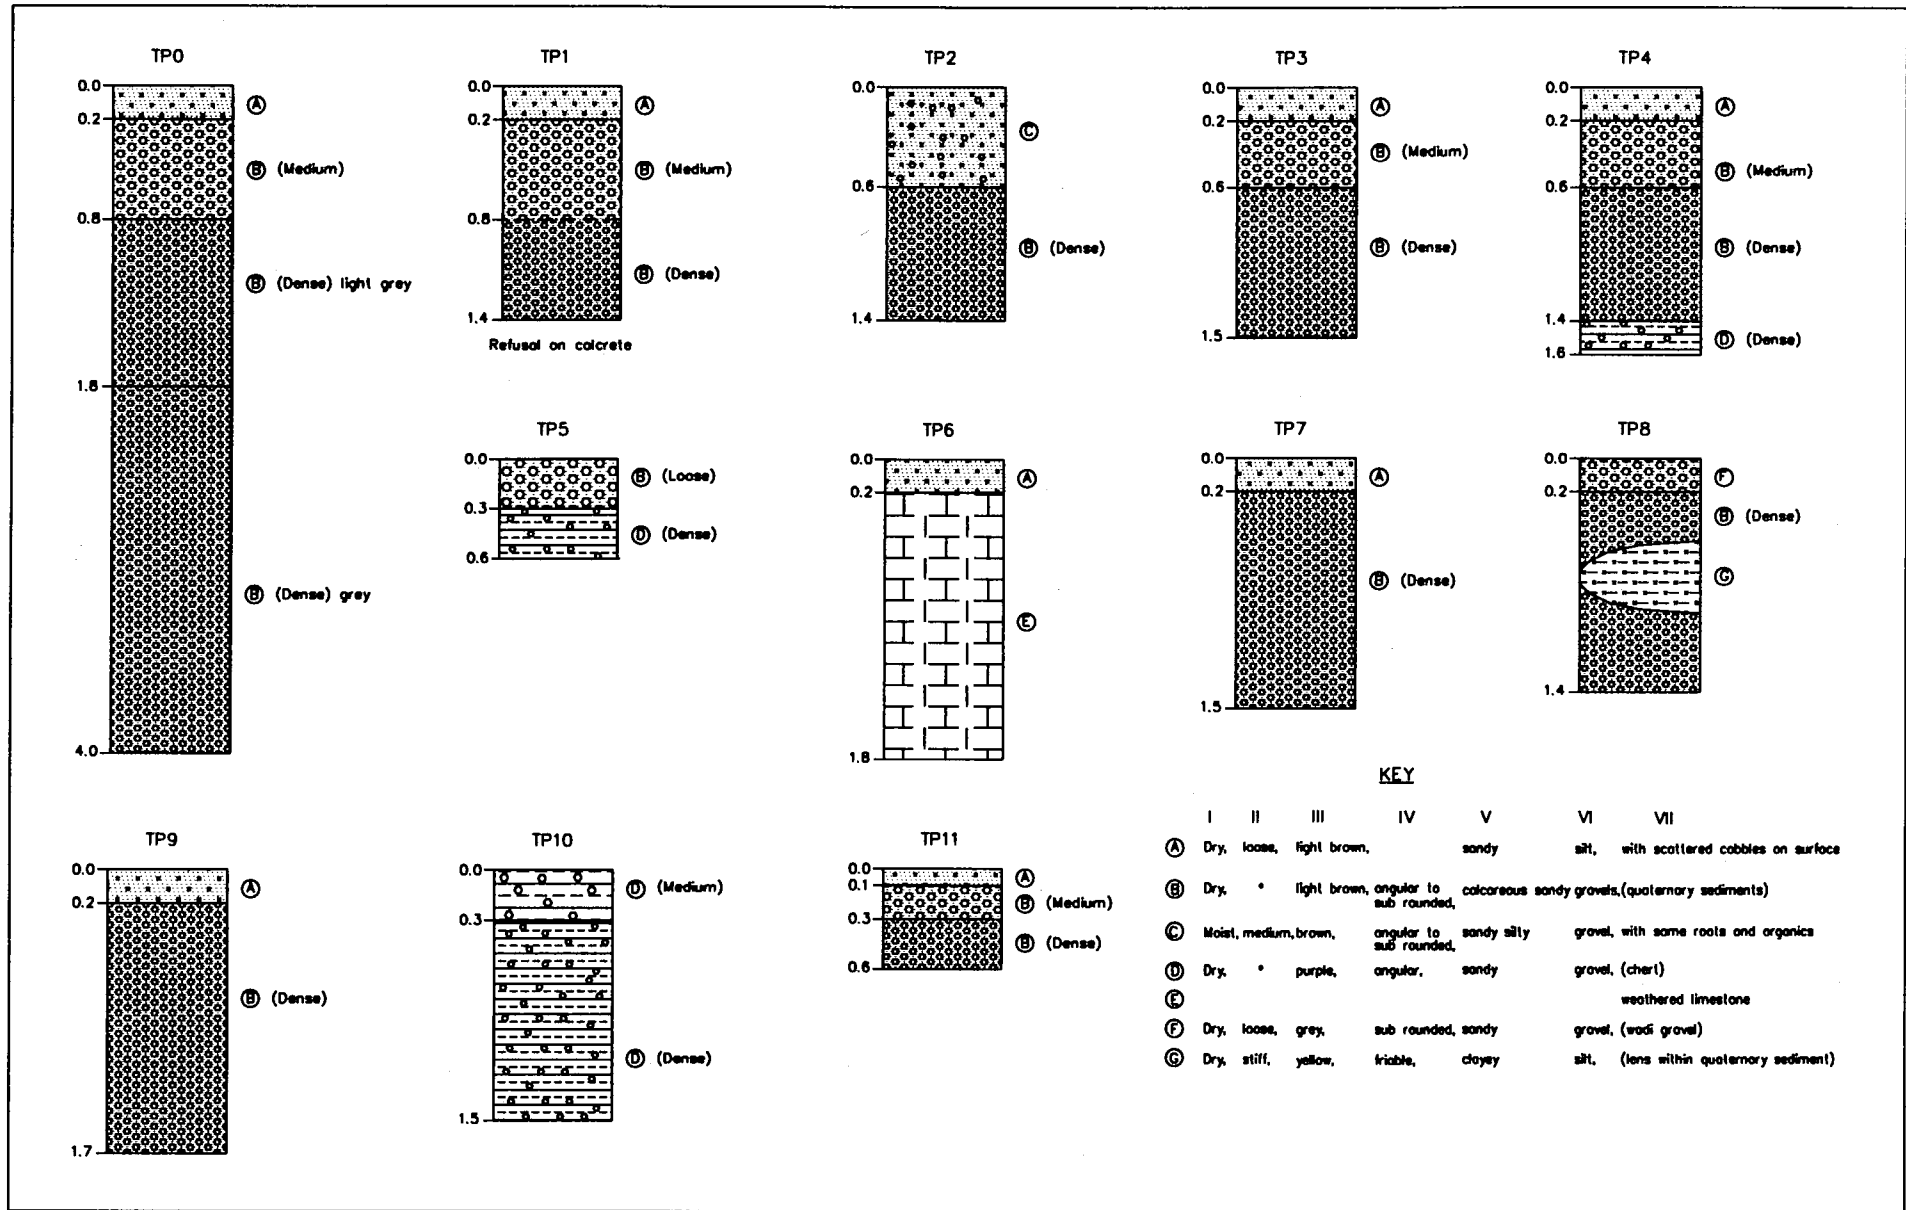 TP0
0.0
Ⓐ
0.2
Ⓑ (Medium)
0.8
Ⓑ (Dense) light grey
1.8
Ⓑ (Dense) grey
4.0
TP1
0.0
Ⓐ
0.2
Ⓑ (Medium)
0.8
Ⓑ (Dense)
1.4
Refusal on calcrete
TP2
0.0
Ⓒ
0.6
Ⓑ (Dense)
1.4
TP3
0.0
Ⓐ
0.2
Ⓑ (Medium)
0.6
Ⓑ (Dense)
1.5
TP4
0.0
Ⓐ
0.2
Ⓑ (Medium)
0.6
Ⓑ (Dense)
1.4
Ⓓ (Dense)
1.6
TP5
0.0
Ⓑ (Loose)
0.3
Ⓓ (Dense)
0.6
TP6
0.0
Ⓐ
0.2
Ⓔ
1.8
TP7
0.0
Ⓐ
0.2
Ⓑ (Dense)
1.5
TP8
0.0
Ⓕ
0.2
Ⓑ (Dense)
Ⓖ
1.4
TP9
0.0
Ⓐ
0.2
Ⓑ (Dense)
1.7
TP10
0.0
Ⓓ (Medium)
0.3
Ⓓ (Dense)
1.5
TP11
0.0
Ⓐ
0.1
Ⓑ (Medium)
0.3
Ⓑ (Dense)
0.6
KEY
I II III IV V VI VII
Ⓐ Dry, loose, light brown, sandy silt, with scattered cobbles on surface
Ⓑ Dry, * light brown, angular to sub rounded, calcareous sandy gravels, (quaternary sediments)
Ⓒ Moist, medium, brown, angular to sub rounded, sandy silty gravel, with some roots and organics
Ⓓ Dry, * purple, angular, sandy gravel, (chert)
Ⓔ weathered limestone
Ⓕ Dry, loose, grey, sub rounded, sandy gravel, (wadi gravel)
Ⓖ Dry, stiff, yellow, friable, clayey silt, (lens within quaternary sediment)